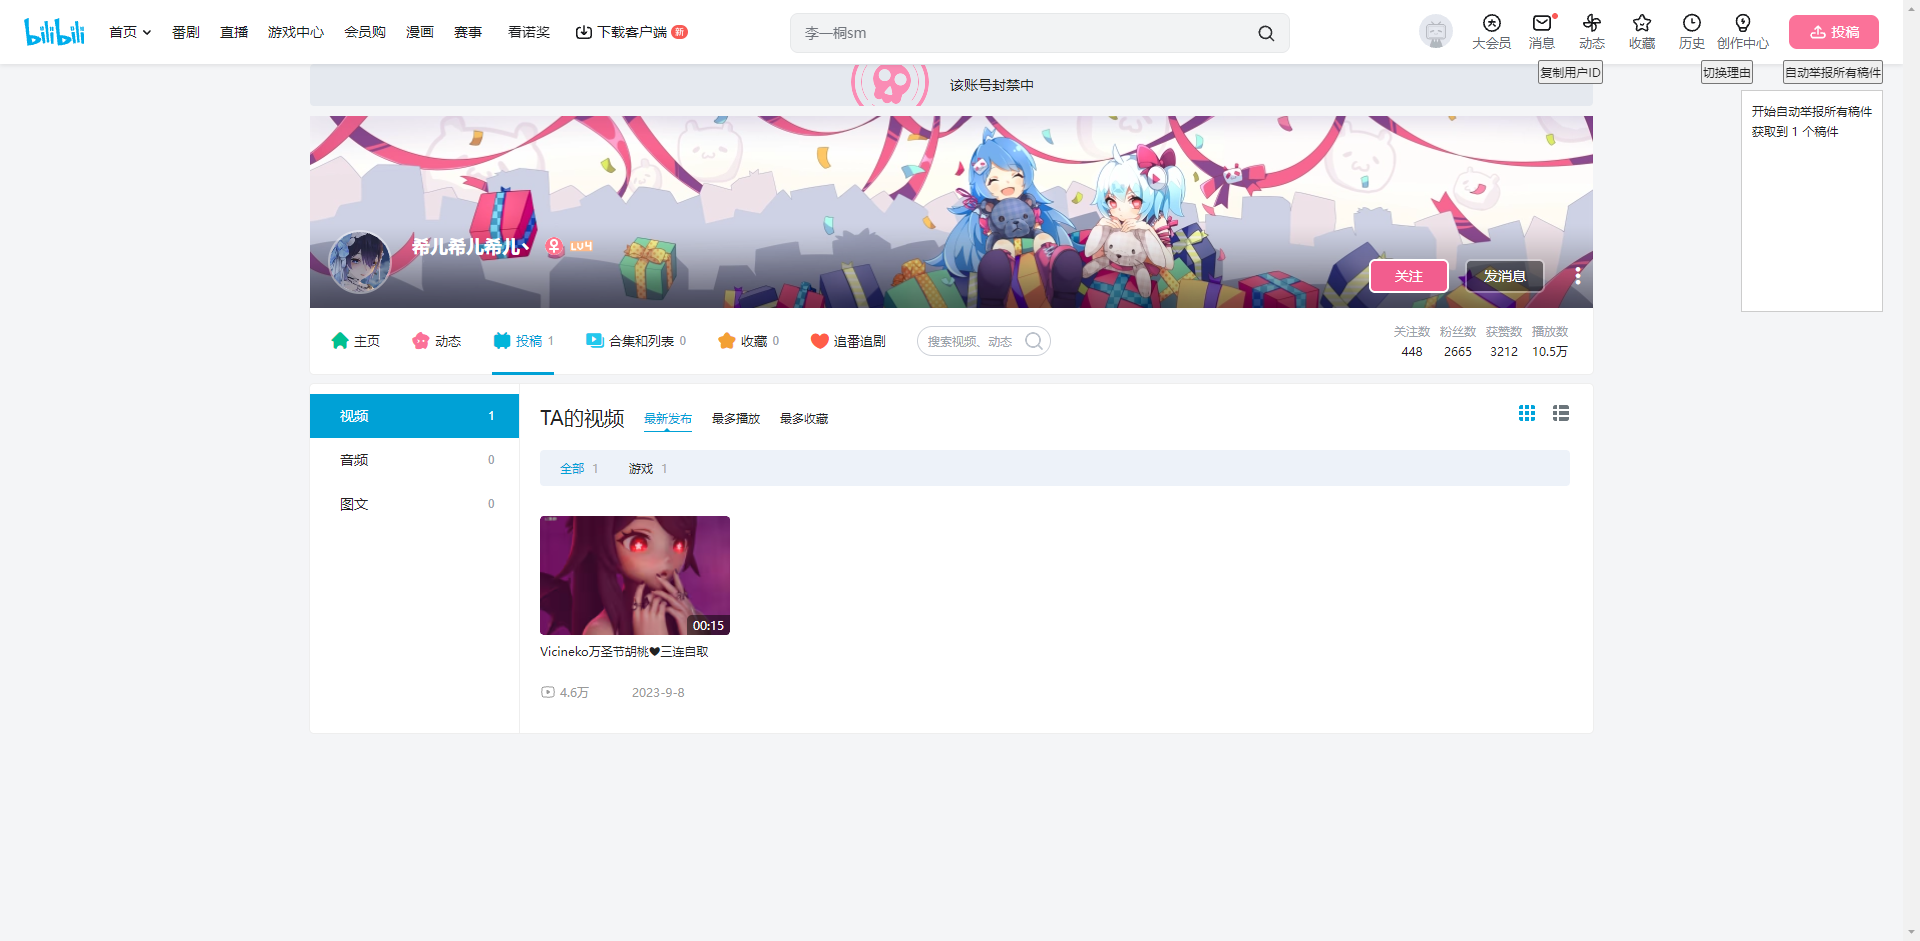 bilibili
首页
番剧
直播
游戏中心
会员购
漫画
赛事
看诺奖
下载客户端
新
李一桐sm
大会员
消息
动态
收藏
历史
创作中心
投稿
复制用户ID
切换理由
自动举报所有稿件
该账号封禁中
开始自动举报所有稿件
获取到 1 个稿件
希儿希儿希儿丶
LV4
关注
发消息
主页
动态
投稿 1
合集和列表 0
收藏 0
追番追剧
搜索视频、动态
关注数 粉丝数 获赞数 播放数
448 2665 3212 10.5万
视频 1
音频 0
图文 0
TA的视频
最新发布
最多播放
最多收藏
全部 1
游戏 1
00:15
Vicineko万圣节胡桃❤三连自取
4.6万
2023-9-8